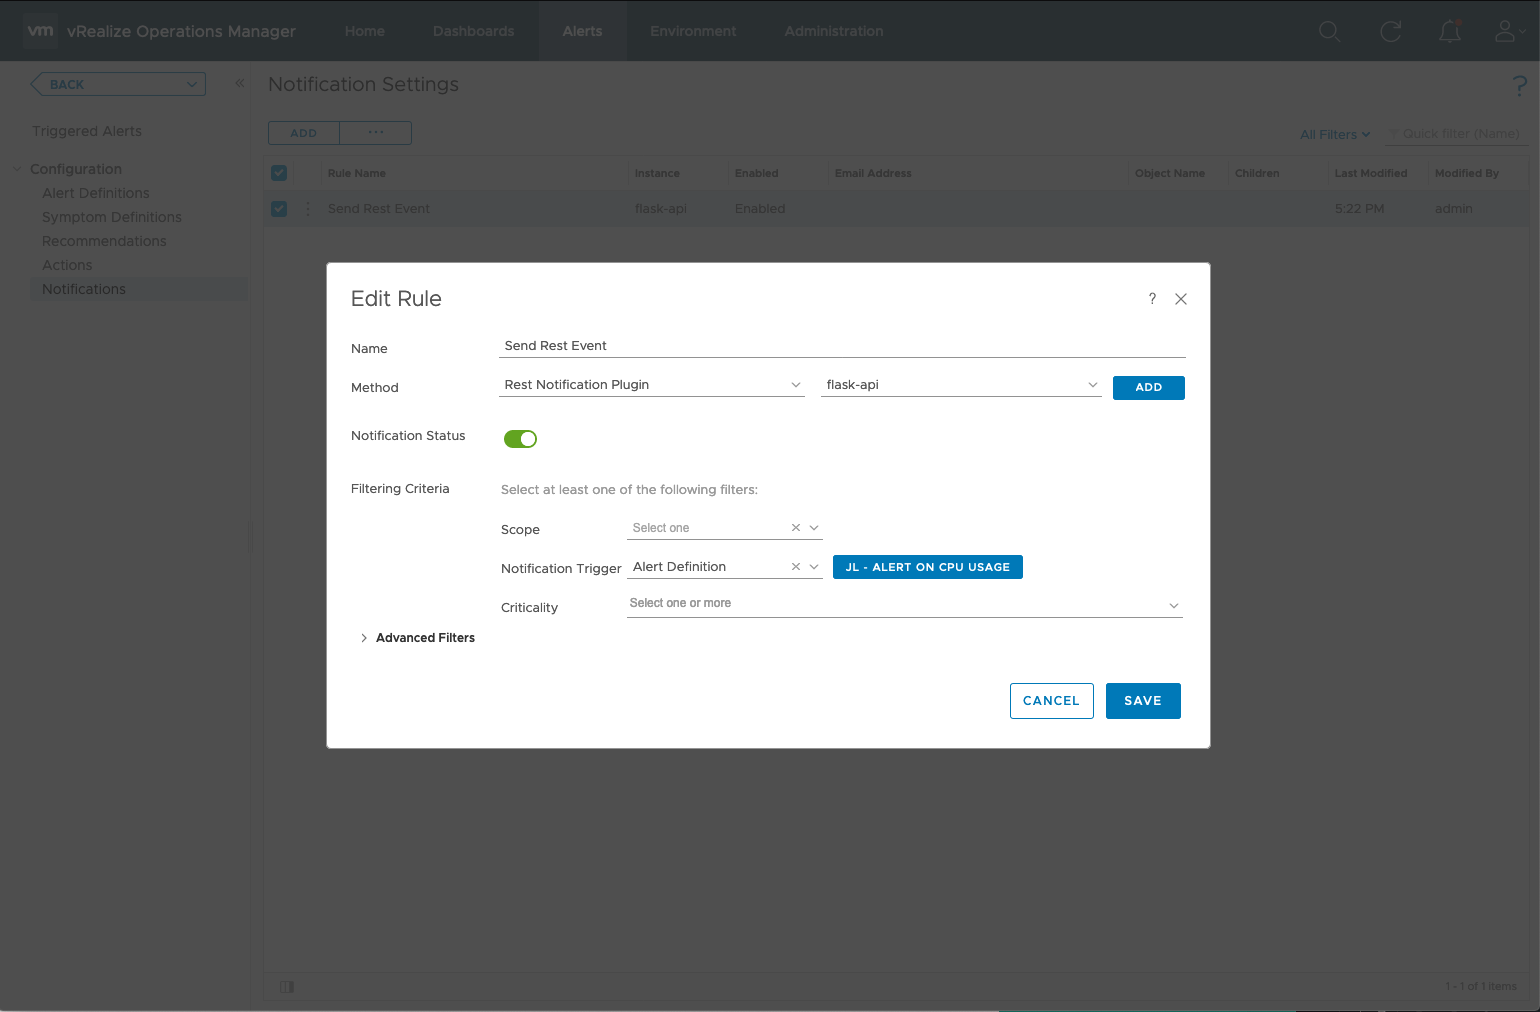 vm vRealize Operations Manager Home Dashboards Alerts Environment Administration
BACK
Notification Settings
?
Triggered Alerts
ADD ...
All Filters Quick filter (Name)
Configuration
Rule Name Instance Enabled Email Address Object Name Children Last Modified Modified By
Alert Definitions
Send Rest Event flask-api Enabled 5:22 PM admin
Symptom Definitions
Recommendations
Actions
Notifications
Edit Rule ?
Name Send Rest Event
Method Rest Notification Plugin flask-api ADD
Notification Status
Filtering Criteria Select at least one of the following filters:
Scope Select one
Notification Trigger Alert Definition JL - ALERT ON CPU USAGE
Criticality Select one or more
Advanced Filters
CANCEL SAVE
1 - 1 of 1 items